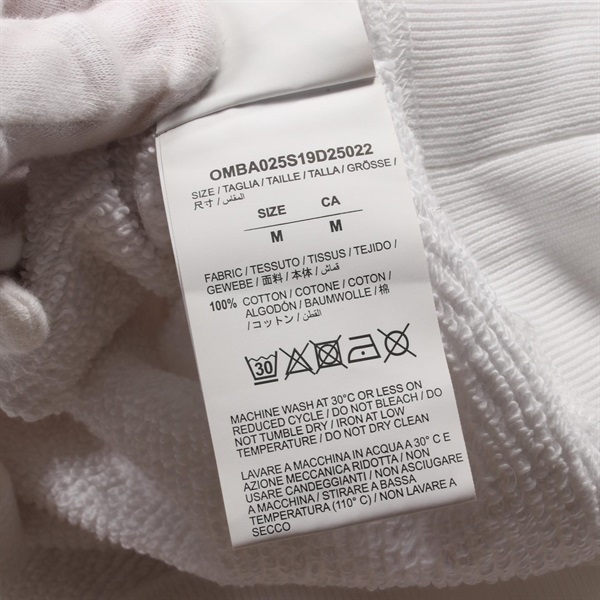 OMBA025S19D25022
SIZE / TAGLIA / TAILLE / TALLA / GRÖSSE /
尺寸 / المقاس
SIZE CA
M M
FABRIC / TESSUTO / TISSUS / TEJIDO /
GEWEBE / 面料 / 本体 / قماش
100% COTTON / COTONE / COTON /
ALGODÓN / BAUMWOLLE / 棉
/ コットン / القطن
30
MACHINE WASH AT 30°C OR LESS ON
REDUCED CYCLE / DO NOT BLEACH / DO
NOT TUMBLE DRY / IRON AT LOW
TEMPERATURE / DO NOT DRY CLEAN
LAVARE A MACCHINA IN ACQUA A 30° C E
AZIONE MECCANICA RIDOTTA / NON
USARE CANDEGGIANTI / NON ASCIUGARE
A MACCHINA / STIRARE A BASSA
TEMPERATURA (110° C) / NON LAVARE A
SECCO